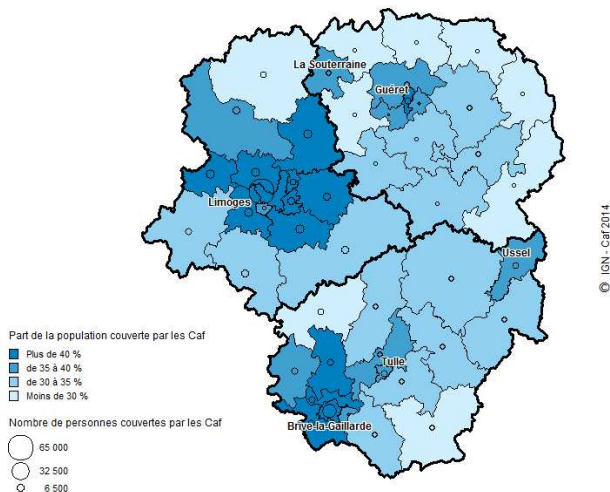 La Souterraine
Guéret
Limoges
Ussel
Tulle
Brive-la-Gaillarde
© IGN - Caf 2014
Part de la population couverte par les Caf
Plus de 40 %
de 35 à 40 %
de 30 à 35 %
Moins de 30 %
Nombre de personnes couvertes par les Caf
65 000
32 500
6 500